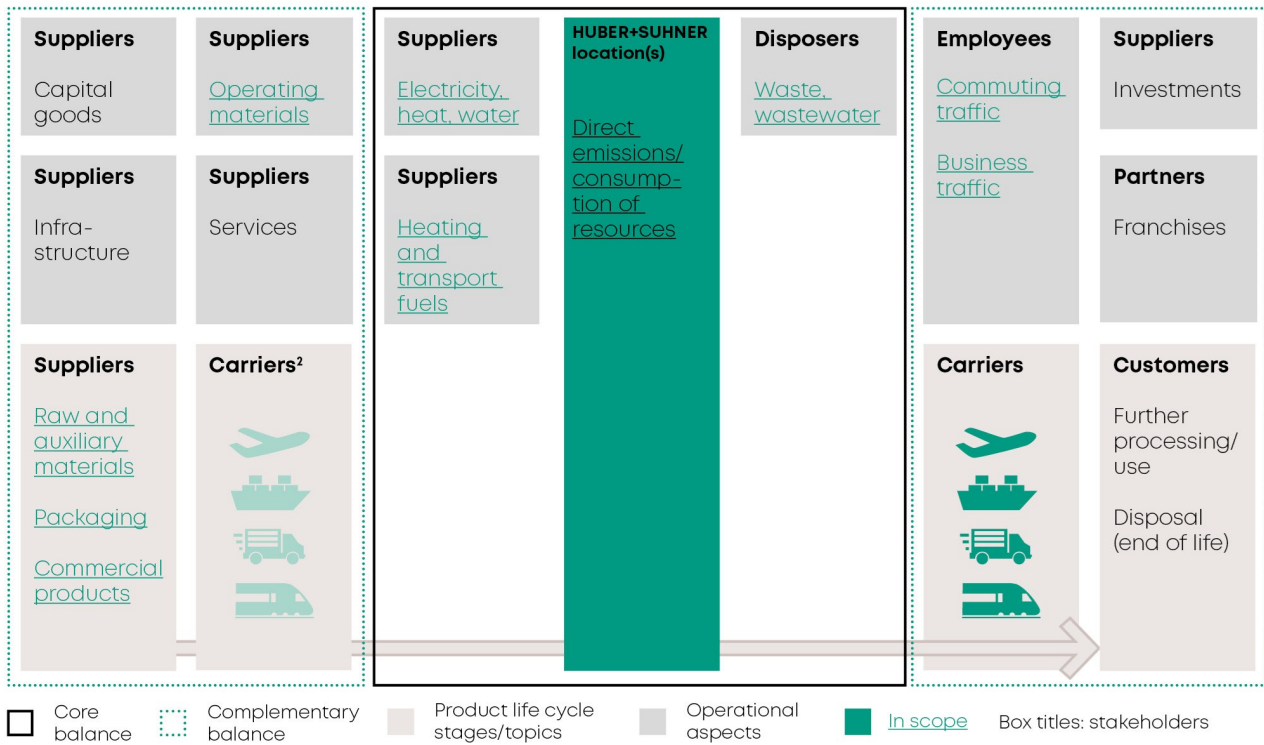 Suppliers
Capital
goods
Suppliers
Operating
materials
Suppliers
Electricity,
heat, water
HUBER+SUHNER
location(s)
Direct
emissions/
consump-
tion of
resources
Disposers
Waste,
wastewater
Employees
Commuting
traffic
Business
traffic
Suppliers
Investments
Suppliers
Infra-
structure
Suppliers
Services
Suppliers
Heating
and
transport
fuels
Partners
Franchises
Suppliers
Raw and
auxiliary
materials
Packaging
Commercial
products
Carriers²
Carriers
Customers
Further
processing/
use
Disposal
(end of life)
Core
balance
Complementary
balance
Product life cycle
stages/topics
Operational
aspects
In scope
Box titles: stakeholders